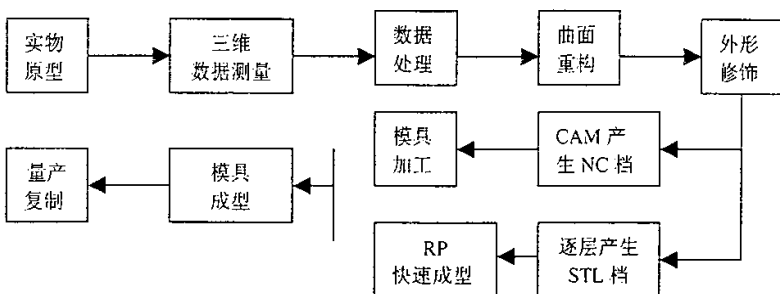 实物
原型
三维
数据测量
数据
处理
曲面
重构
外形
修饰
模具
加工
CAM 产
生 NC 档
量产
复制
模具
成型
RP
快速成型
逐层产生
STL 档